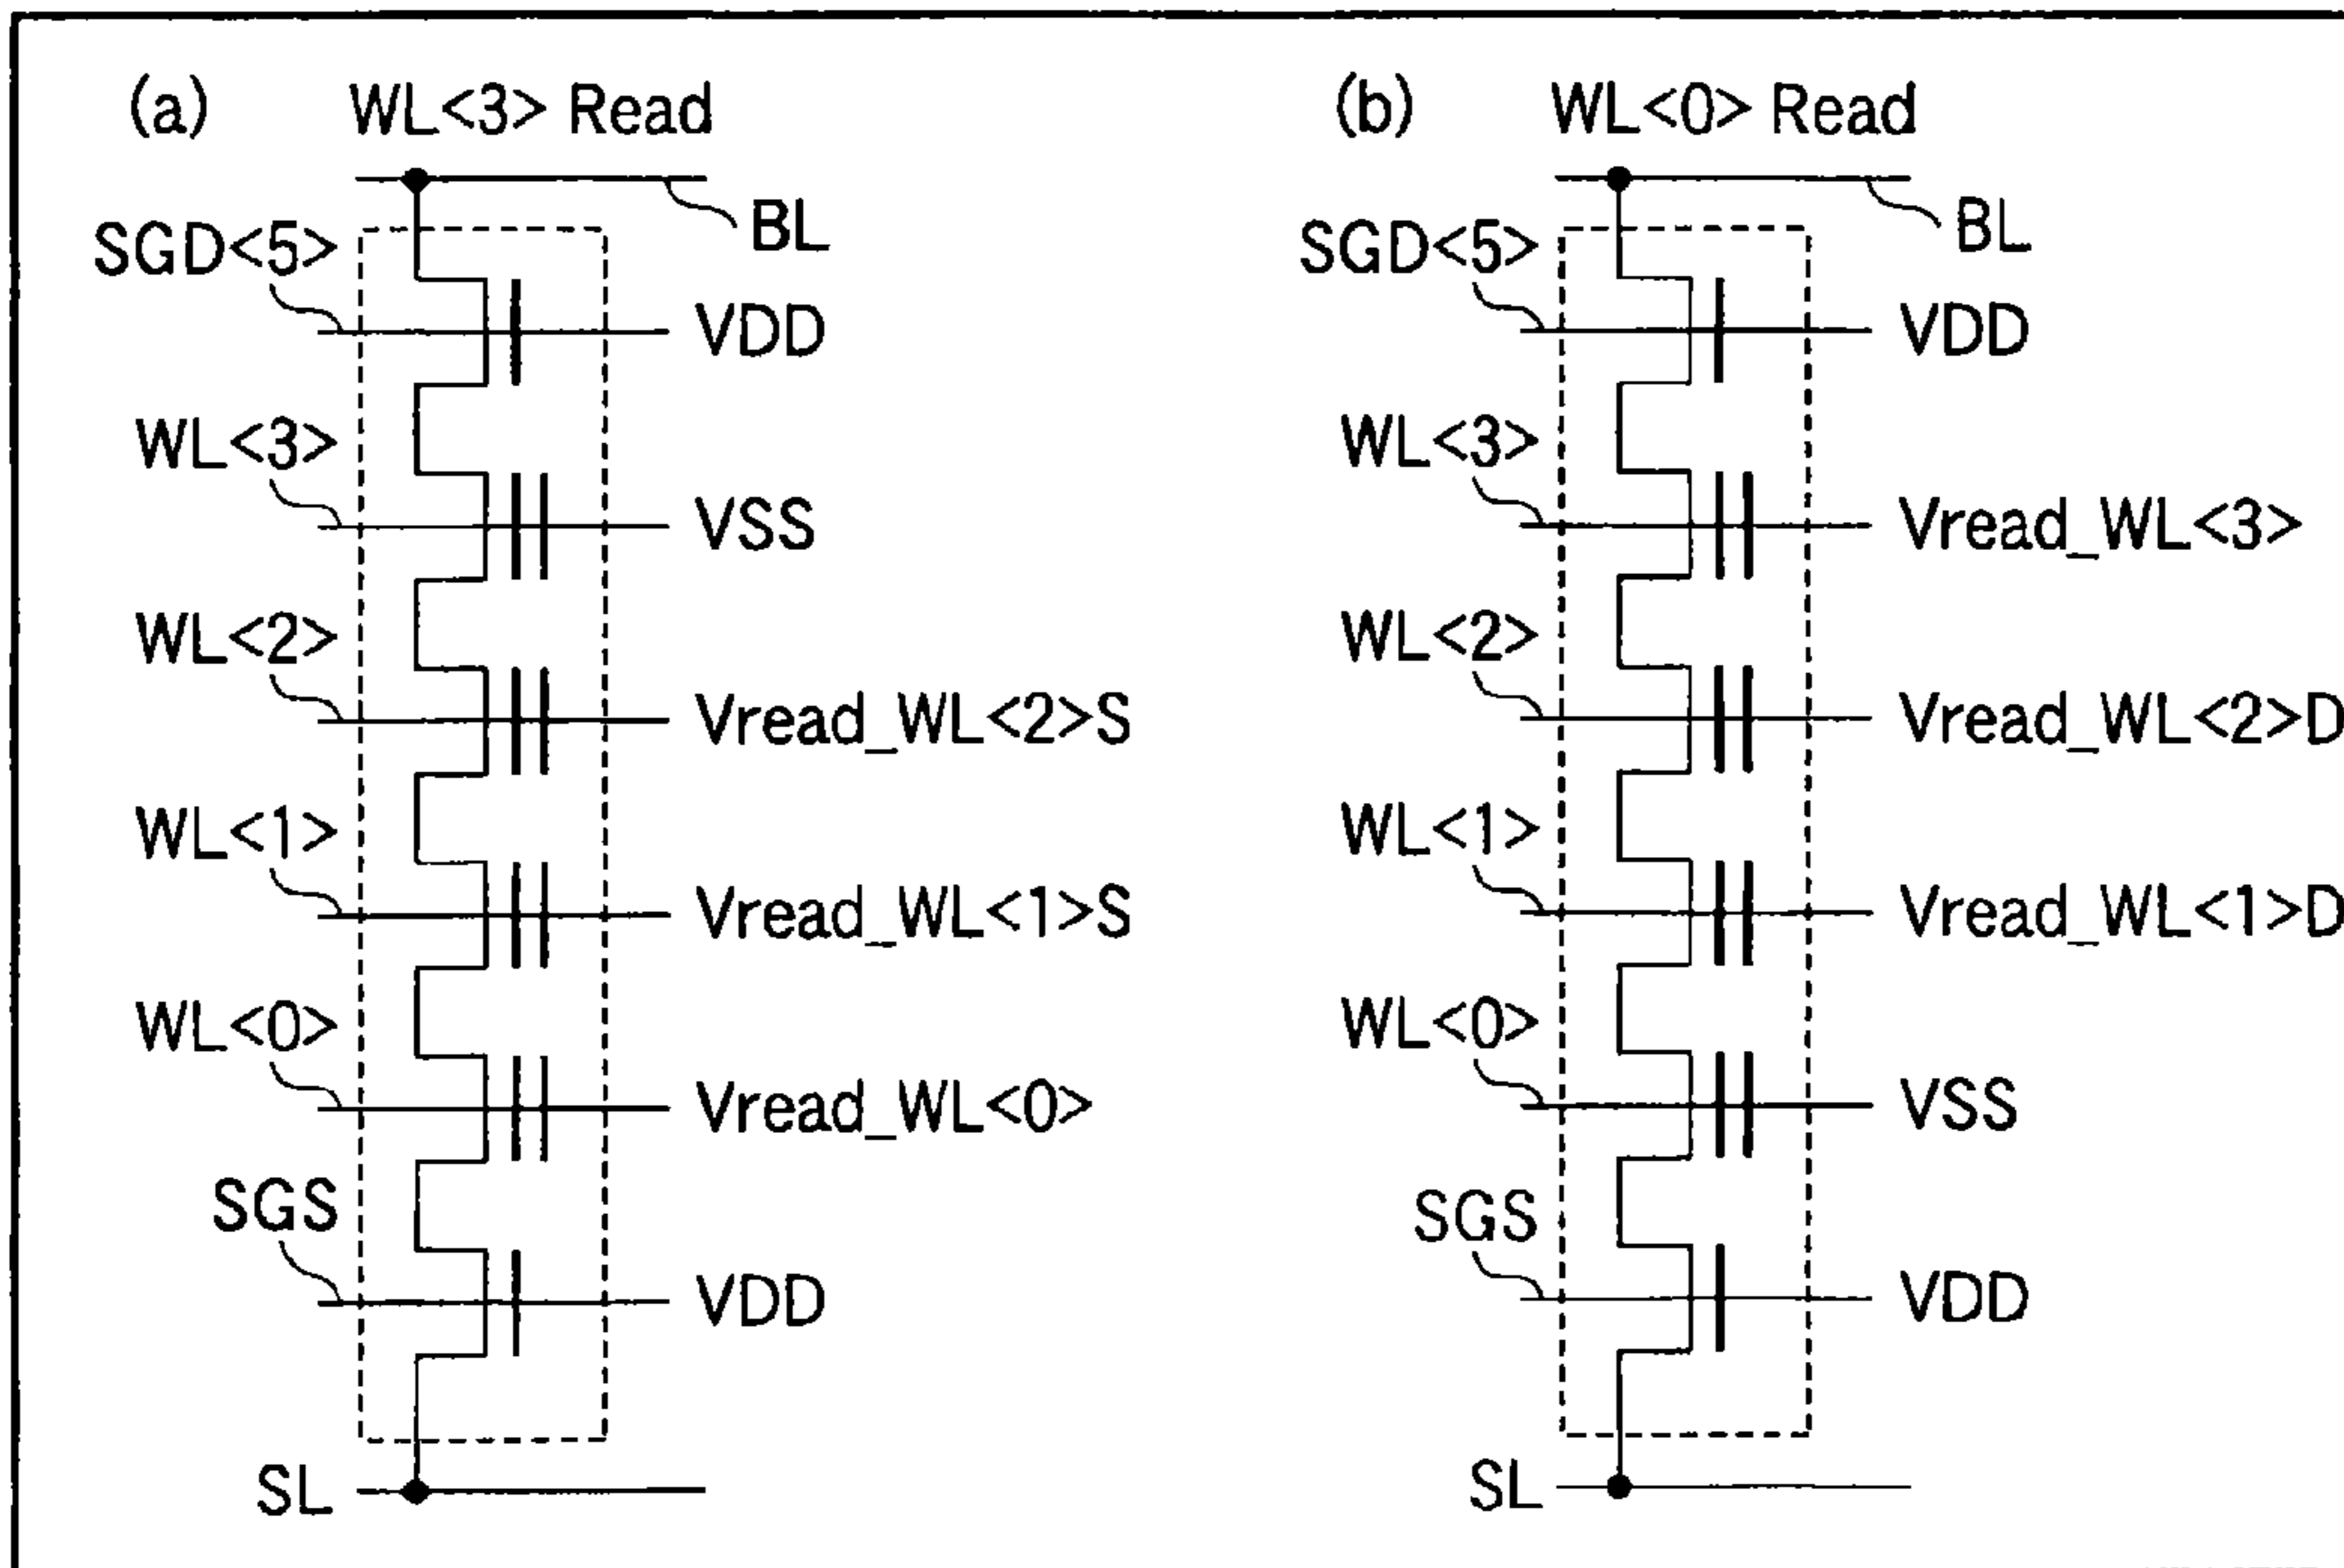 (a) WL<3> Read
BL
SGD<5>
VDD
WL<3>
VSS
WL<2>
Vread_WL<2>S
WL<1>
Vread_WL<1>S
WL<0>
Vread_WL<0>
SGS
VDD
SL
(b) WL<0> Read
BL
SGD<5>
VDD
WL<3>
Vread_WL<3>
WL<2>
Vread_WL<2>D
WL<1>
Vread_WL<1>D
WL<0>
VSS
SGS
VDD
SL